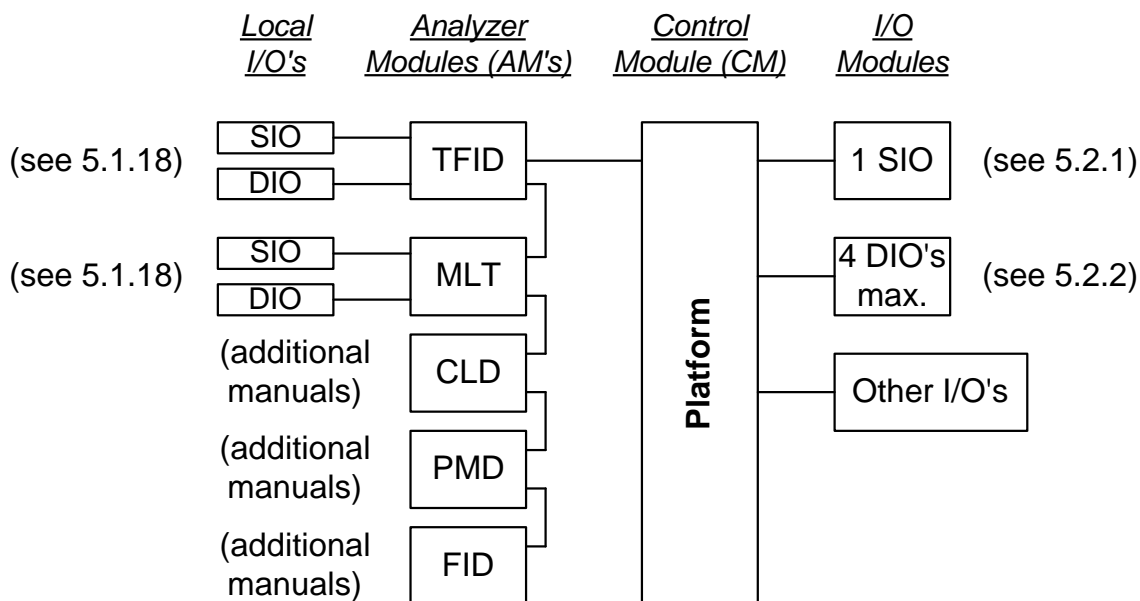 Local
I/O's
Analyzer
Modules (AM's)
Control
Module (CM)
I/O
Modules
(see 5.1.18)
SIO
DIO
TFID
1 SIO
(see 5.2.1)
(see 5.1.18)
SIO
DIO
MLT
4 DIO's
max.
(see 5.2.2)
(additional
manuals)
CLD
Platform
Other I/O's
(additional
manuals)
PMD
(additional
manuals)
FID